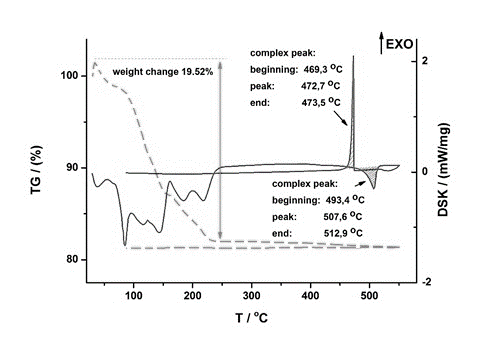 EXO
complex peak:
beginning: 469,3 °C
peak: 472,7 °C
end: 473,5 °C
weight change 19.52%
complex peak:
beginning: 493,4 °C
peak: 507,6 °C
end: 512,9 °C
TG / (%)
100
90
80
DSK / (mW/mg)
2
1
0
-1
-2
100
200
300
400
500
T / °C